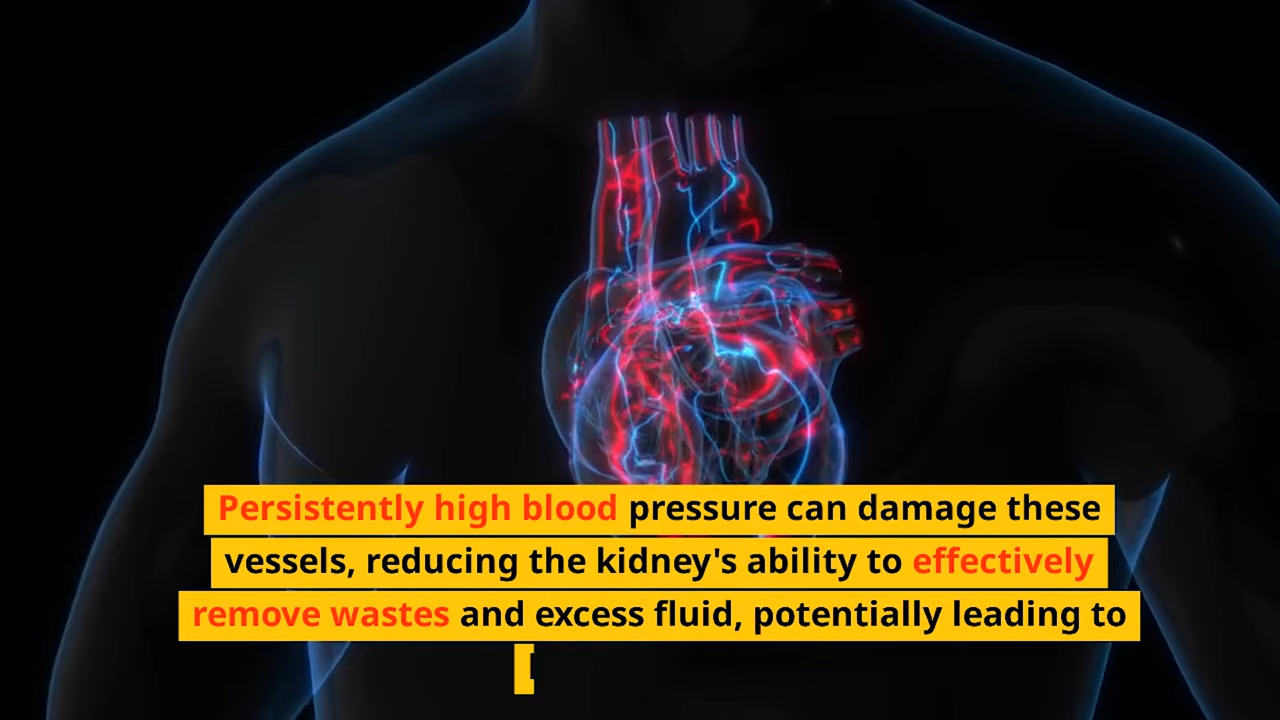 Persistently high blood pressure can damage these
vessels, reducing the kidney's ability to effectively
remove wastes and excess fluid, potentially leading to